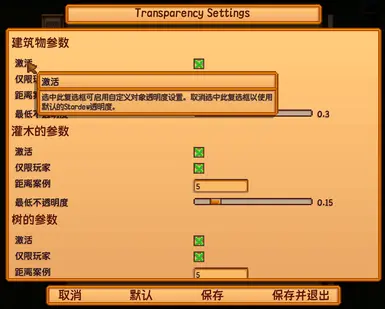 Transparency Settings
建筑物参数
激活
仅限玩家
激活
距离案例
选中此复选框可启用自定义对象透明度设置。取消选中此复选框以使用
默认的Stardew透明度。
最低不透明度 0.3
灌木的参数
激活
仅限玩家
距离案例 5
最低不透明度 0.15
树的参数
激活
仅限玩家
距离案例 5
取消 默认 保存 保存并退出